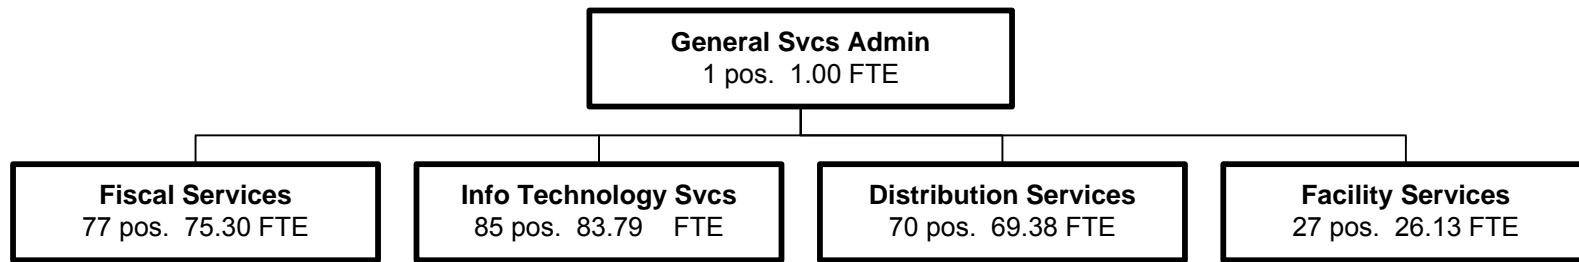 General Svcs Admin
1 pos. 1.00 FTE
Fiscal Services
77 pos. 75.30 FTE
Info Technology Svcs
85 pos. 83.79 FTE
Distribution Services
70 pos. 69.38 FTE
Facility Services
27 pos. 26.13 FTE